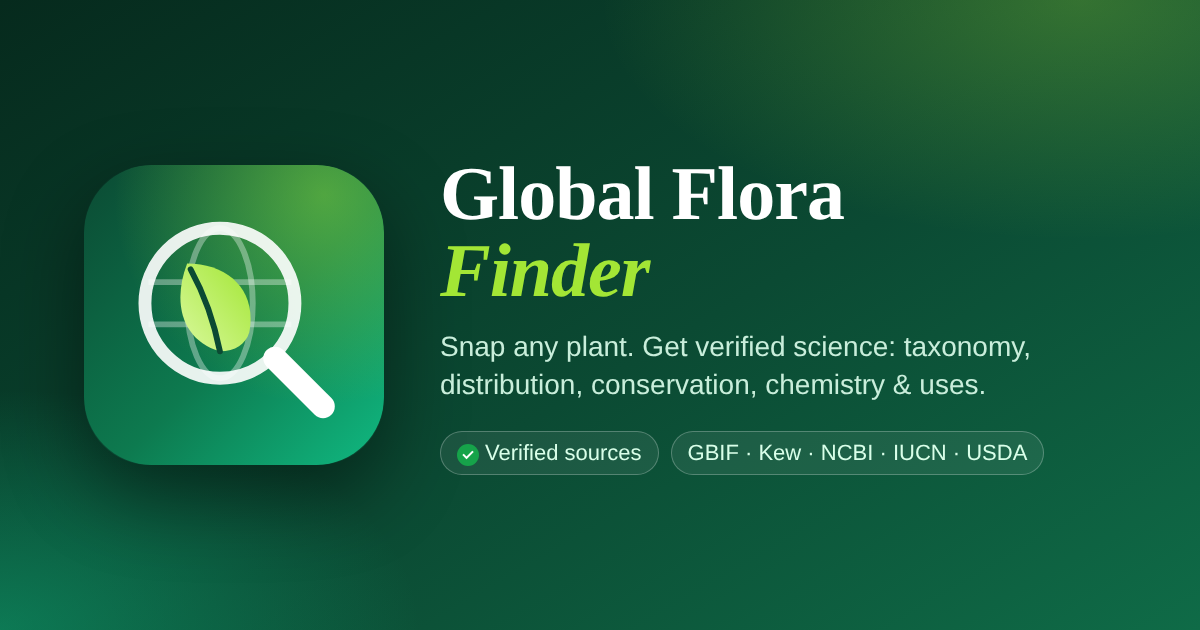 Global Flora
Finder
Snap any plant. Get verified science: taxonomy,
distribution, conservation, chemistry & uses.
Verified sources
GBIF · Kew · NCBI · IUCN · USDA